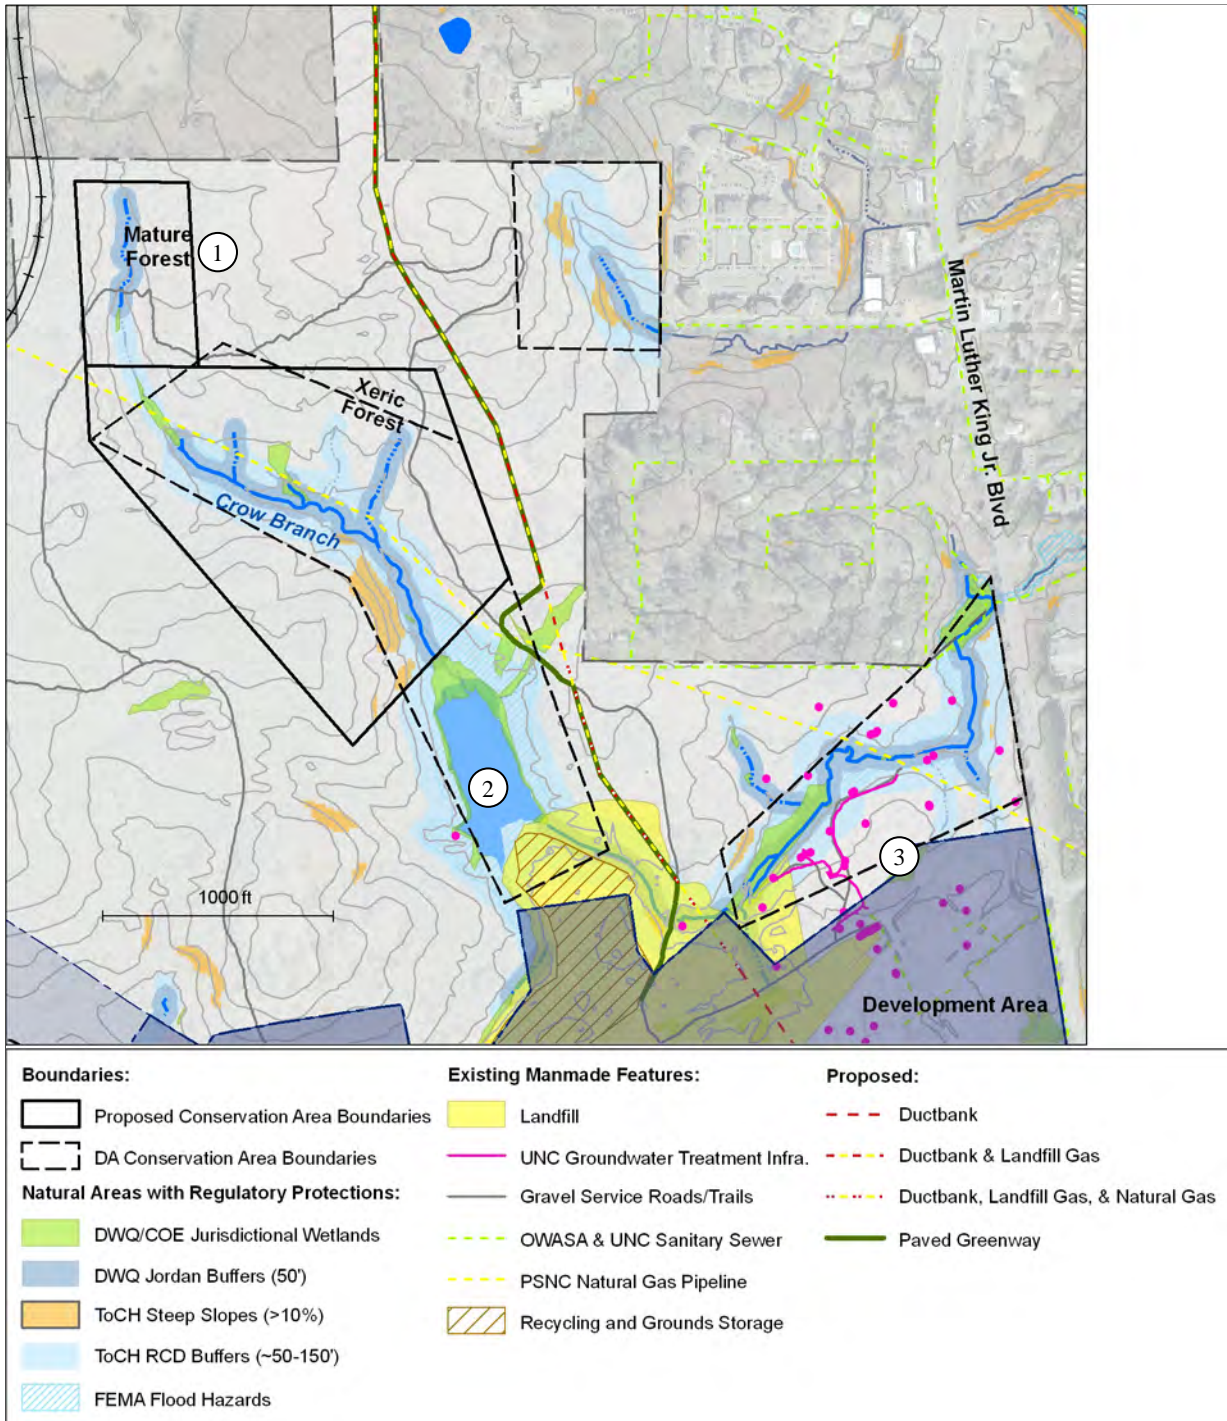 Mature
Forest
1
Xeric
Forest
Crow Branch
Martin Luther King Jr. Blvd
2
3
1000 ft
Development Area
Boundaries:
Proposed Conservation Area Boundaries
DA Conservation Area Boundaries
Natural Areas with Regulatory Protections:
DWQ/COE Jurisdictional Wetlands
DWQ Jordan Buffers (50')
ToCH Steep Slopes (>10%)
ToCH RCD Buffers (~50-150')
FEMA Flood Hazards
Existing Manmade Features:
Landfill
UNC Groundwater Treatment Infra.
Gravel Service Roads/Trails
OWASA & UNC Sanitary Sewer
PSNC Natural Gas Pipeline
Recycling and Grounds Storage
Proposed:
Ductbank
Ductbank & Landfill Gas
Ductbank, Landfill Gas, & Natural Gas
Paved Greenway